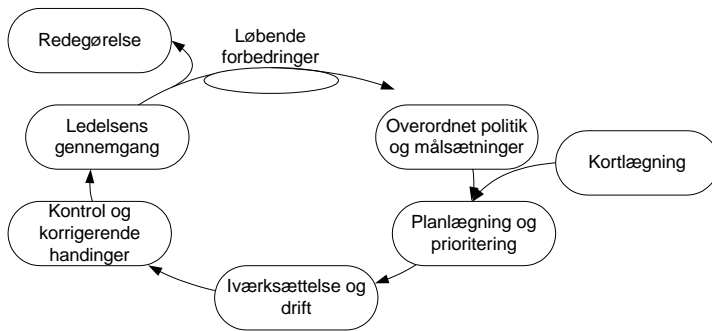 Redegørelse
Løbende
forbedringer
Ledelsens
gennemgang
Overordnet politik
og målsætninger
Kortlægning
Kontrol og
korrigerende
handinger
Planlægning og
prioritering
Iværksættelse og
drift